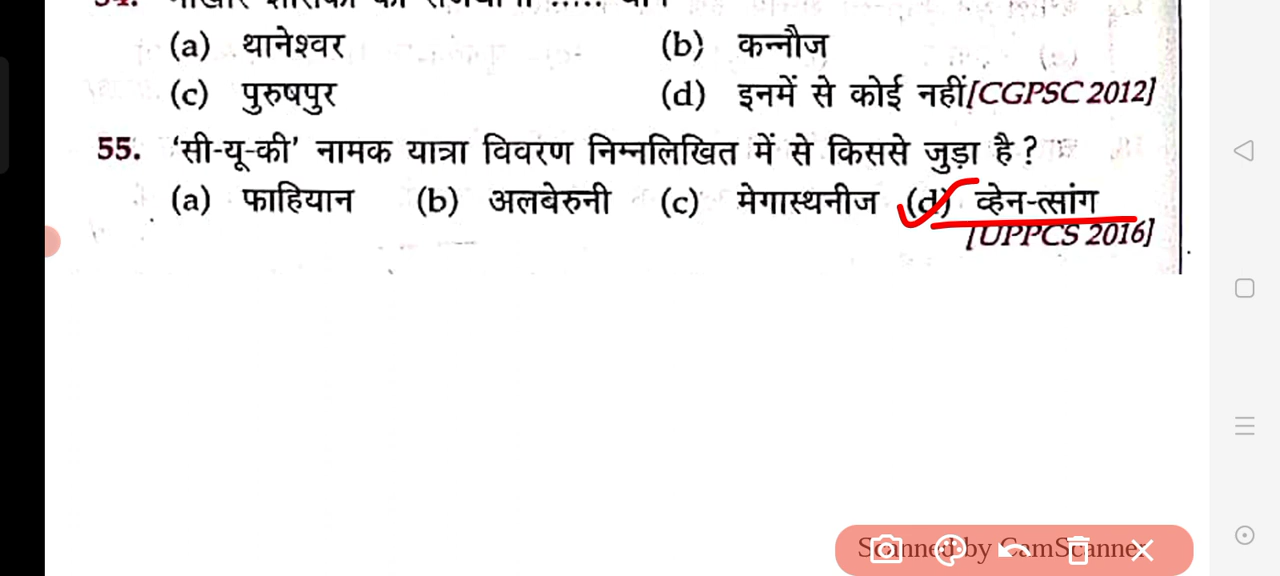 (a) थानेश्वर (b) कन्नौज
(c) पुरुषपुर (d) इनमें से कोई नहीं [CGPSC 2012]
55. ‘सी-यू-की’ नामक यात्रा विवरण निम्नलिखित में से किससे जुड़ा है ?
(a) फाहियान (b) अलबेरुनी (c) मेगास्थनीज (d) व्हेन-त्सांग
[UPPCS 2016]
Scanned by CamScanner